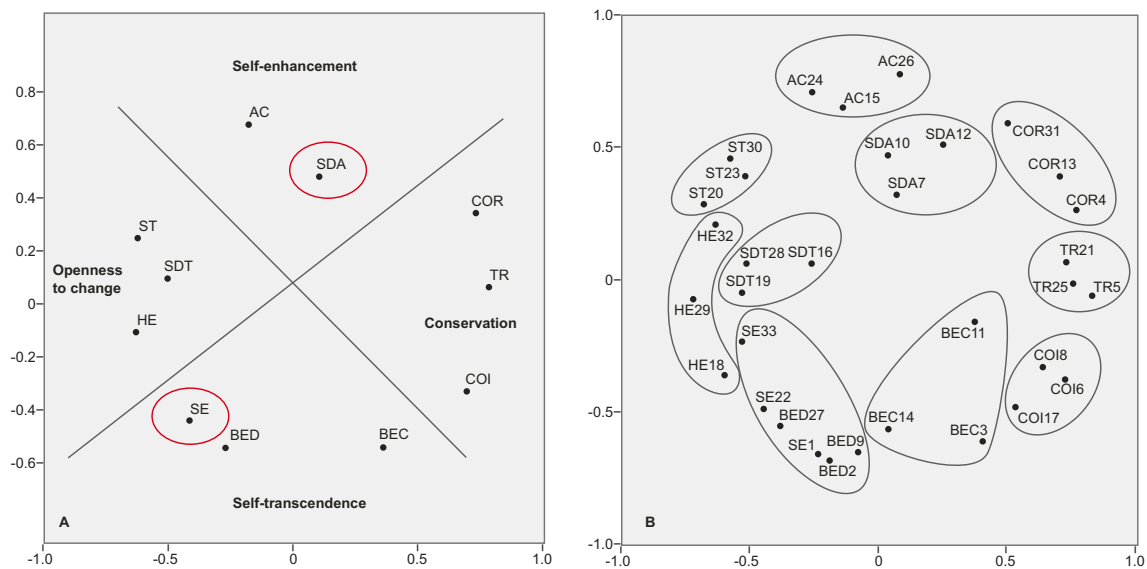 Self-enhancement
0.8
AC
0.6
SDA
0.4
COR
ST
0.2
SDT
TR
Openness
to change
0
HE
Conservation
-0.2
COI
-0.4
SE
BED
BEC
-0.6
Self-transcendence
A
-1.0
-0.5
0
0.5
1.0
1.0
AC26
AC24
AC15
0.5
SDA12
COR31
ST30
SDA10
ST23
COR13
SDA7
ST20
COR4
HE32
SDT28
SDT16
TR21
0
SDT19
TR25
TR5
HE29
SE33
BEC11
HE18
COI8
COI6
SE22
BED27
COI17
-0.5
BEC14
BEC3
SE1
BED9
BED2
B
-1.0
-1.0
-0.5
0
0.5
1.0